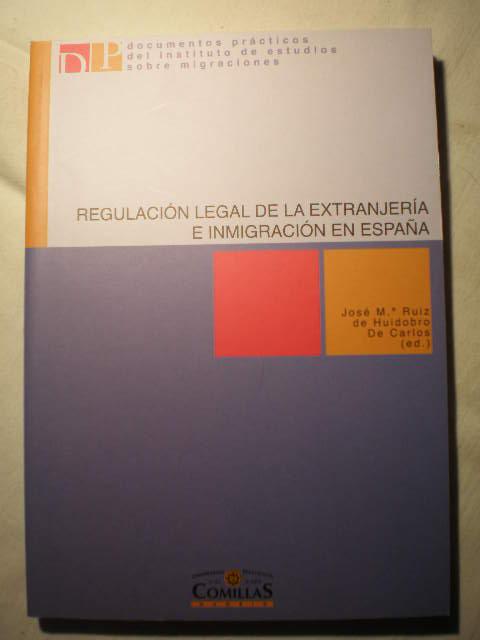 DP
documentos prácticos
del instituto de estudios
sobre migraciones
REGULACIÓN LEGAL DE LA EXTRANJERÍA
E INMIGRACIÓN EN ESPAÑA
José M.ª Ruiz
de Huidobro
De Carlos
(ed.)
COMILLAS
MADRID